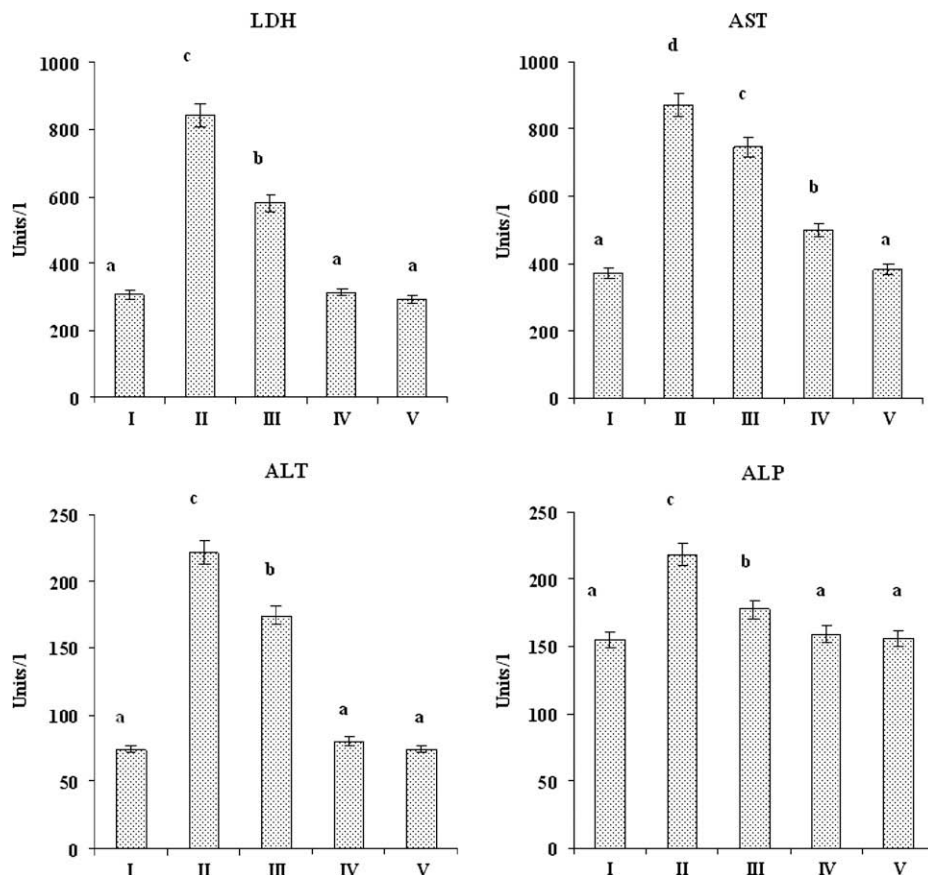 LDH
Units/l
1000
800
600
400
200
0
a
c
b
a
a
I II III IV V
AST
Units/l
1000
800
600
400
200
0
a
d
c
b
a
I II III IV V
ALT
Units/l
250
200
150
100
50
0
a
c
b
a
a
I II III IV V
ALP
Units/l
250
200
150
100
50
0
a
c
b
a
a
I II III IV V